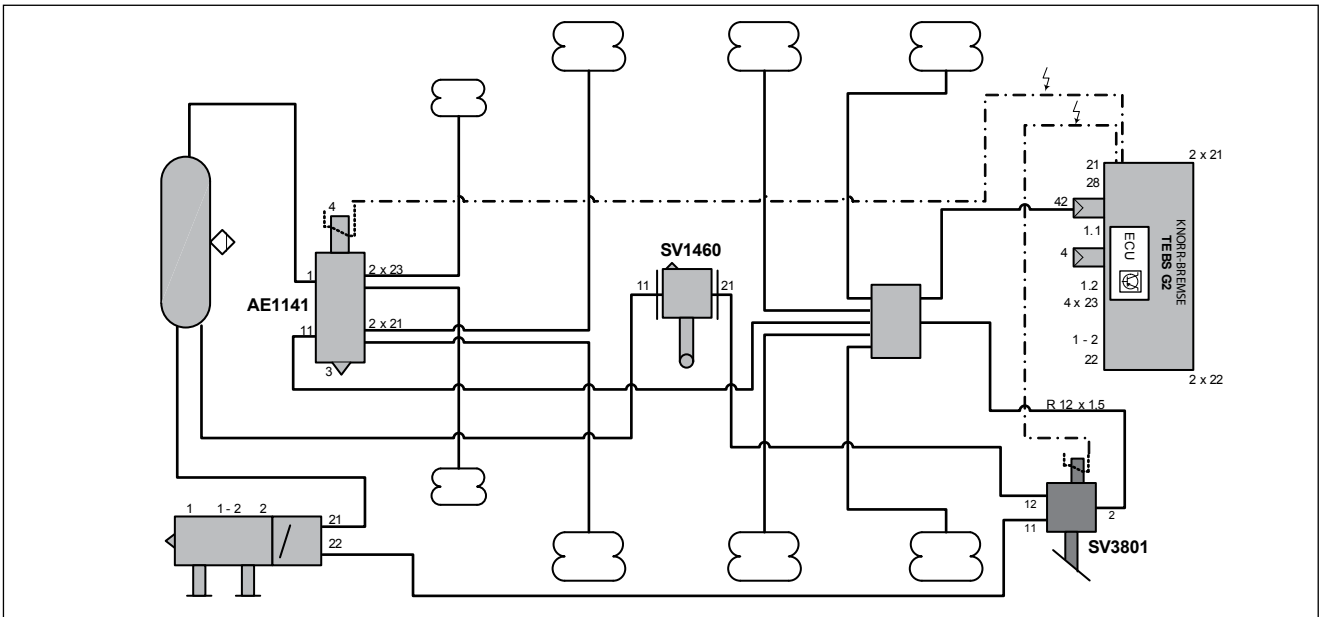 4
1
2 x 23
AE1141
11
2 x 21
3
SV1460
11
21
2 x 21
21
28
42
1.1
4
1.2
4 x 23
1 - 2
22
ECU
KNORR-BREMSE
TEBS G2
2 x 22
R 12 x 1.5
12
11
2
SV3801
1
1 - 2
2
21
22